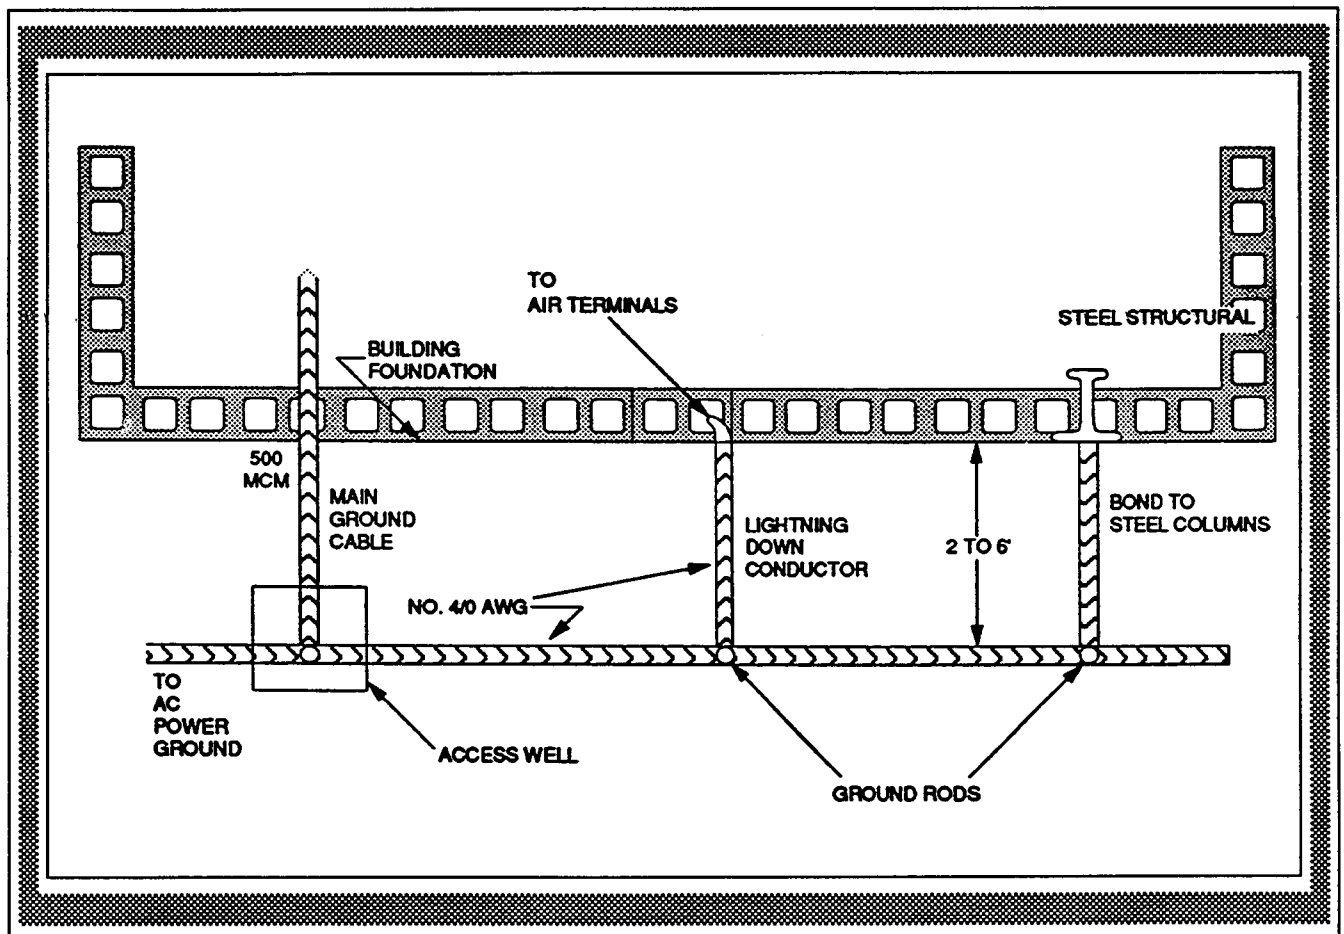 TO
AIR TERMINALS
STEEL STRUCTURAL
BUILDING
FOUNDATION
500
MCM
MAIN
GROUND
CABLE
LIGHTNING
DOWN
CONDUCTOR
2 TO 6'
BOND TO
STEEL COLUMNS
NO. 4/0 AWG
TO
AC
POWER
GROUND
ACCESS WELL
GROUND RODS